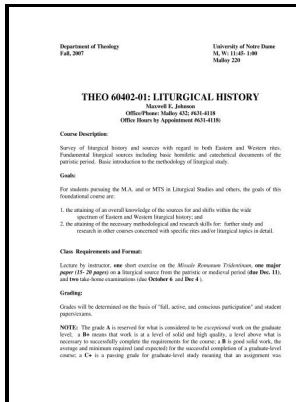 Department of Theology University of Notre Dame
Fall, 2007 M, W: 11:45- 1:00
Malloy 220
THEO 60402-01: LITURGICAL HISTORY
Maxwell E. Johnson
Office/Phone: Malloy 432; #631-4118
Office Hours by Appointment #631-4118)
Course Description:
Survey of liturgical history and sources with regard to both Eastern and Western rites.
Fundamental liturgical sources including basic homiletic and catechetical documents of the
patristic period. Basic introduction to the methodology of liturgical study.
Goals:
For students pursuing the M.A. and or MTS in Liturgical Studies and others, the goals of this
foundational course are:
1. the attaining of an overall knowledge of the sources for and shifts within the wide
spectrum of Eastern and Western liturgical history; and
2. the attaining of the necessary methodological and research skills for: further study and
research in other courses concerned with specific rites and/or liturgical topics in detail.
Class Requirements and Format:
Lecture by instructor, one short exercise on the Missale Romanum Tridentinum, one major
paper (15- 20 pages) on a liturgical source from the patristic or medieval period (due Dec. 11),
and two take-home examinations (due October 6 and Dec 4 ).
Grading:
Grades will be determined on the basis of "full, active, and conscious participation" and student
papers/exams.
NOTE: The grade A is reserved for what is considered to be exceptional work on the graduate
level; a B+ means that work is at a level of solid and high quality, a level above what is
necessary to successfully complete the requirements for the course; a B is good solid work, the
average and minimum required (and expected) for the successful completion of a graduate-level
course; a C+ is a passing grade for graduate-level study meaning that an assignment was